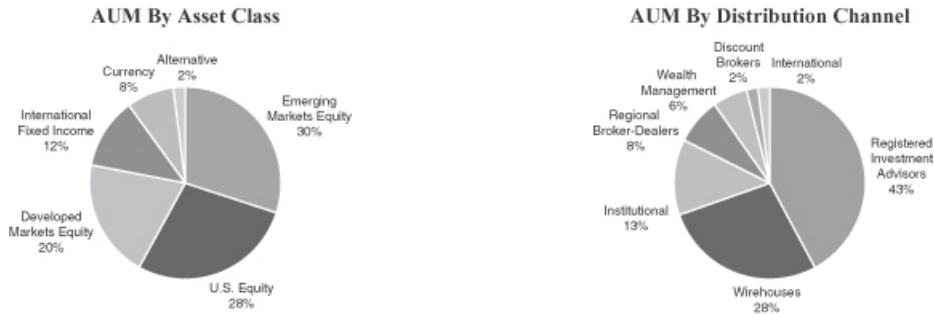 AUM By Asset Class
Alternative
2%
Currency
8%
Emerging
Markets Equity
30%
International
Fixed Income
12%
Developed
Markets Equity
20%
U.S. Equity
28%
AUM By Distribution Channel
Discount
Brokers
2%
International
2%
Wealth
Management
6%
Regional
Broker-Dealers
8%
Registered
Investment
Advisors
43%
Institutional
13%
Wirehouses
28%